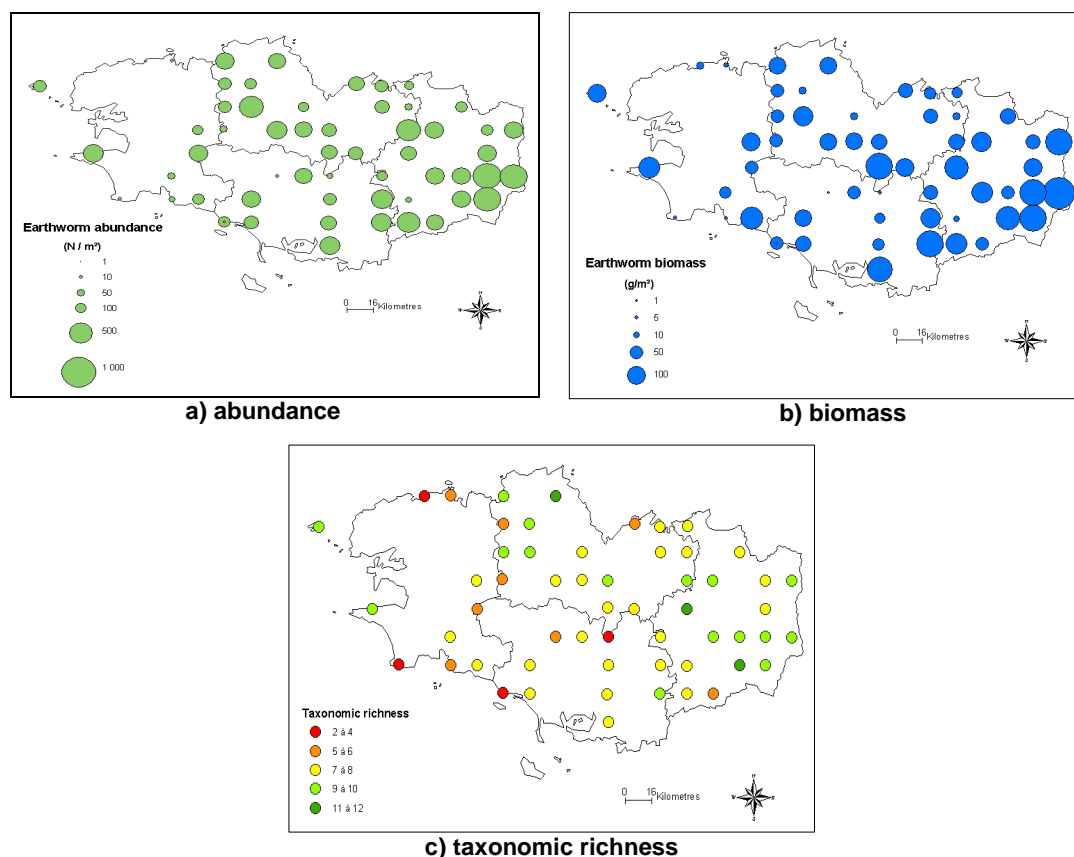 Earthworm abundance
(N / m²)
1
10
50
100
500
1 000
0 16 Kilometres
a) abundance
Earthworm biomass
(g/m²)
1
5
10
50
100
0 16 Kilometres
b) biomass
Taxonomic richness
2 à 4
5 à 6
7 à 8
9 à 10
11 à 12
0 16 Kilometres
c) taxonomic richness